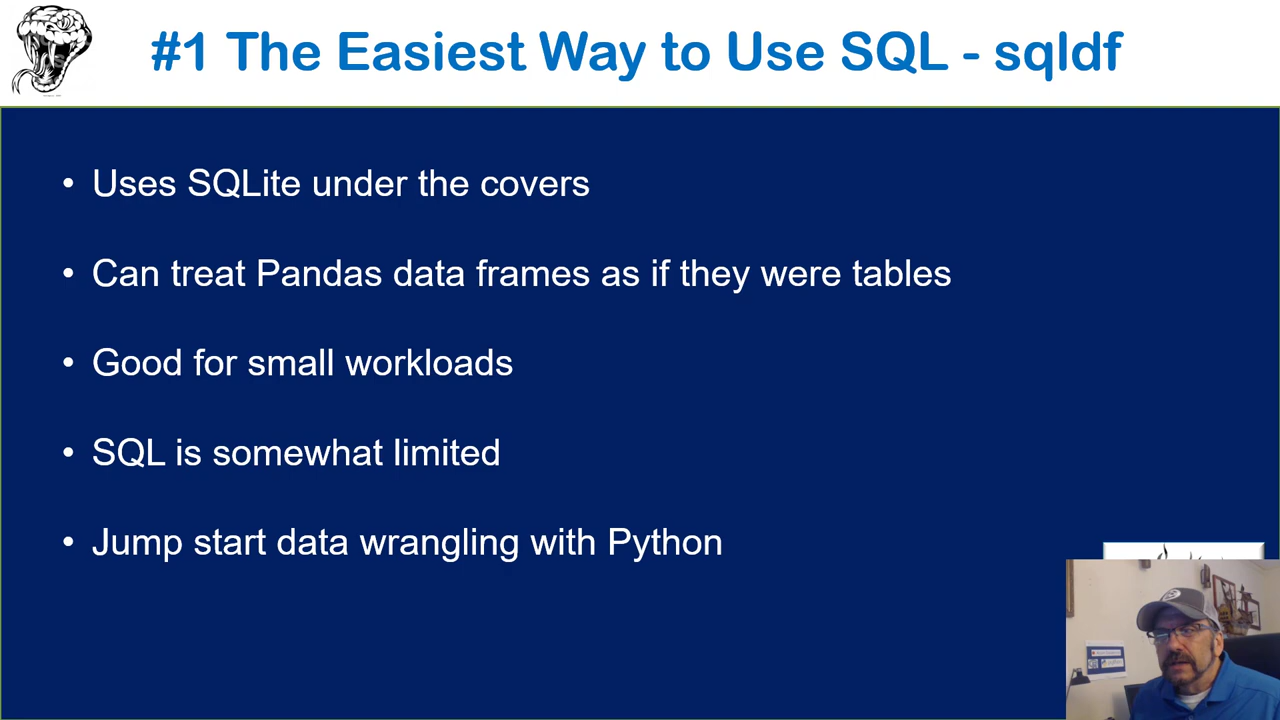 #1 The Easiest Way to Use SQL - sqldf
• Uses SQLite under the covers
• Can treat Pandas data frames as if they were tables
• Good for small workloads
• SQL is somewhat limited
• Jump start data wrangling with Python